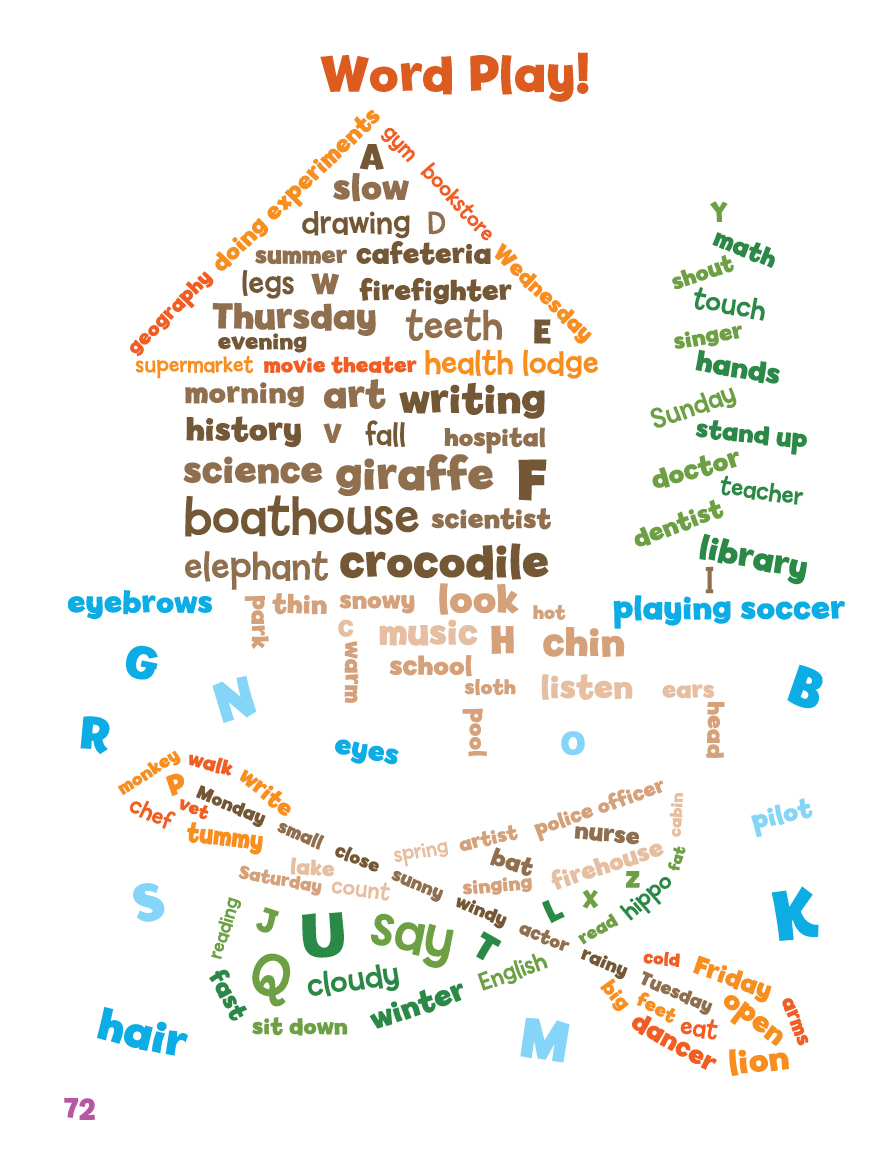 Word Play!
doing experiments
gym
A
bookstore
slow
drawing D
summer cafeteria
Wednesday
geography
legs W firefighter
Thursday teeth E
evening
supermarket movie theater health lodge
morning art writing
history V fall hospital
science giraffe F
boathouse scientist
elephant crocodile
Y
math
shout
touch
singer
hands
Sunday
stand up
doctor
teacher
dentist
library
I
eyebrows
park
thin snowy look hot
playing soccer
C music H chin
warm
school
sloth listen ears
pool
head
G
N
B
R
eyes
O
monkey walk write
P
chef vet Monday
tummy small close
lake
Saturday count
spring artist police officer
cabin
nurse
bat
sunny singing firehouse
fat
pilot
S
reading J U say
windy
L X Z hippo
T actor read
K
Q cloudy
English
rainy
fast
winter
sit down
cold Friday
Tuesday
big feet open
arms
dancer eat
lion
hair
M
72